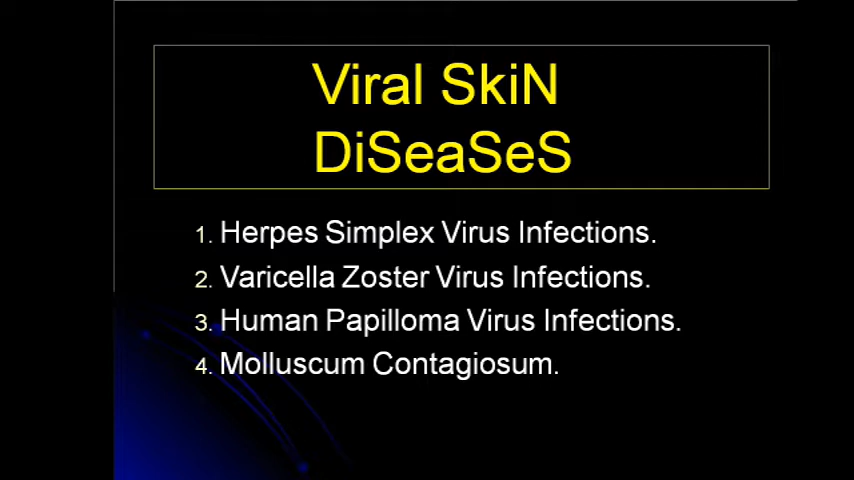 Viral SkiN
DiSeaSeS
1. Herpes Simplex Virus Infections.
2. Varicella Zoster Virus Infections.
3. Human Papilloma Virus Infections.
4. Molluscum Contagiosum.